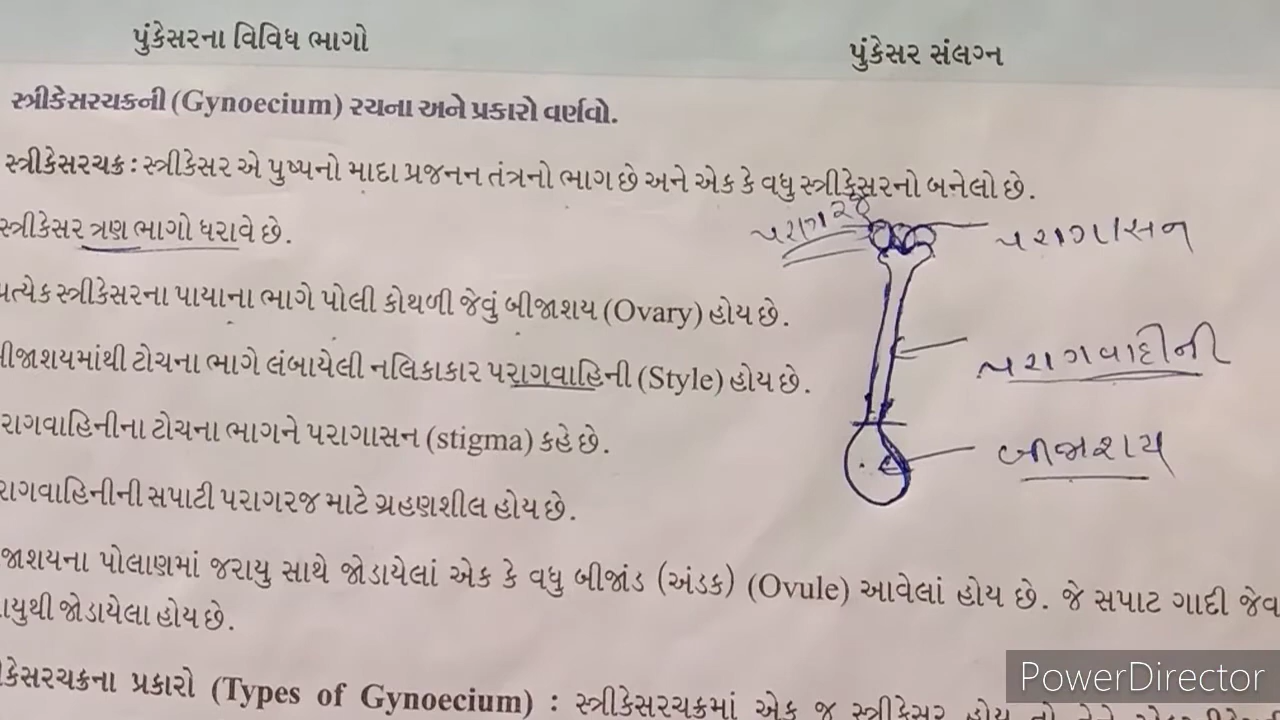 પુંકેસરના વિવિધ ભાગો
પુંકેસર સંલગ્ન
સ્ત્રીકેસરચક્રની (Gynoecium) રચના અને પ્રકારો વર્ણવો.
સ્ત્રીકેસરચક્ર : સ્ત્રીકેસર એ પુષ્પનો માદા પ્રજનન તંત્રનો ભાગ છે અને એક કે વધુ સ્ત્રીકેસરનો બનેલો છે.
સ્ત્રીકેસર ત્રણ ભાગો ધરાવે છે.
પરાગરજ
પરાગાસન
પ્રત્યેક સ્ત્રીકેસરના પાયાના ભાગે પોલી કોથળી જેવું બીજાશય (Ovary) હોય છે.
બીજાશયમાંથી ટોચના ભાગે લંબાયેલી નલિકાકાર પરાગવાહિની (Style) હોય છે.
પરાગવાહીની
રાગવાહિનીના ટોચના ભાગને પરાગાસન (stigma) કહે છે.
બીજાશય
રાગવાહિનીની સપાટી પરાગરજ માટે ગ્રહણશીલ હોય છે.
જાશયના પોલાણમાં જરાયુ સાથે જોડાયેલાં એક કે વધુ બીજાંડ (અંડક) (Ovule) આવેલાં હોય છે. જે સપાટ ગાદી જેવ
ાયુથી જોડાયેલા હોય છે.
કેસરચક્રના પ્રકારો (Types of Gynoecium) : સ્ત્રીકેસરચક્રમાં એક જ સ્ત્રીકેસર હોય તો તેને
PowerDirector